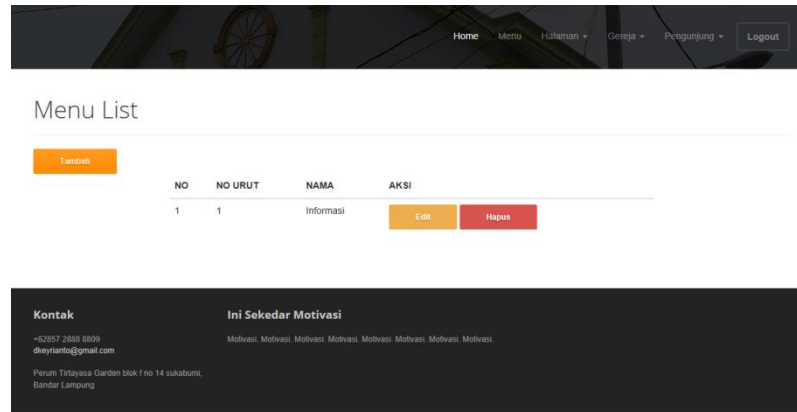 Home Menu Halaman Gereja Pengunjung Logout
Menu List
Tambah
NO NO URUT NAMA AKSI
1 1 Informasi Edit Hapus
Kontak
+62857 2888 8809
dkeyrianto@gmail.com
Perum Tirtayasa Garden blok f no 14 sukabumi,
Bandar Lampung
Ini Sekedar Motivasi
Motivasi. Motivasi. Motivasi. Motivasi. Motivasi. Motivasi. Motivasi. Motivasi.